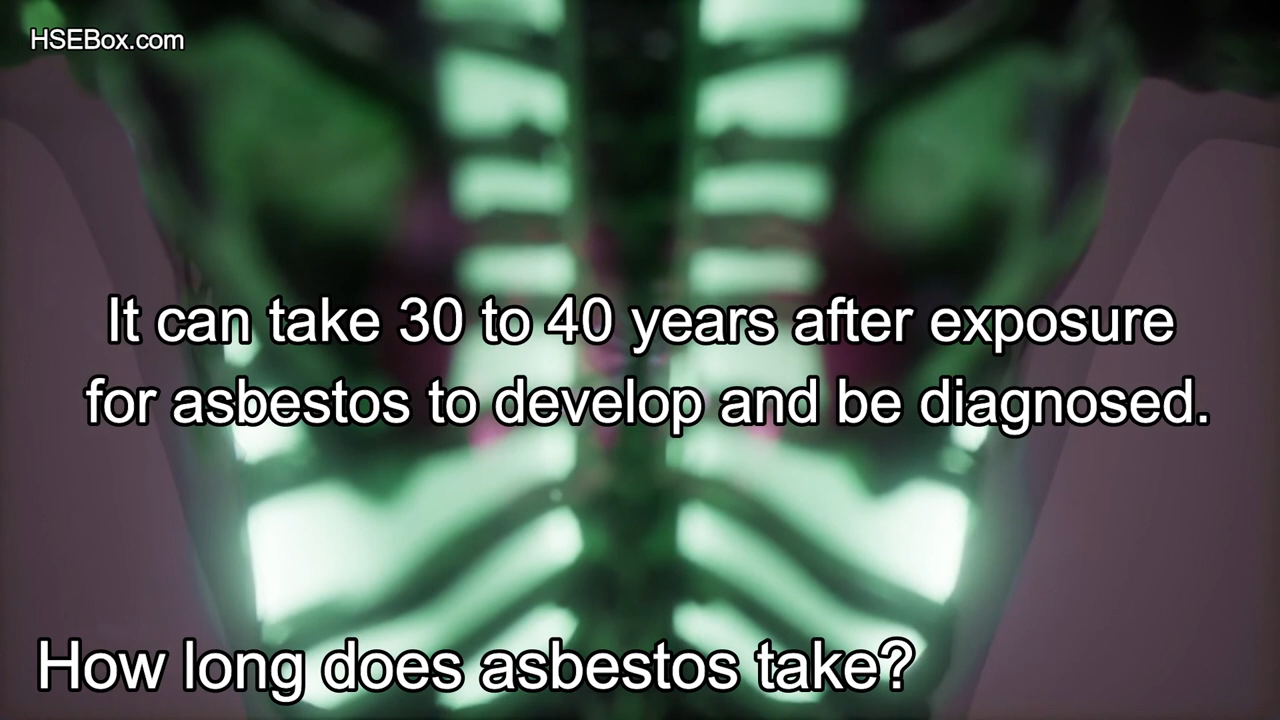 HSEBox.com
It can take 30 to 40 years after exposure
for asbestos to develop and be diagnosed.
How long does asbestos take?